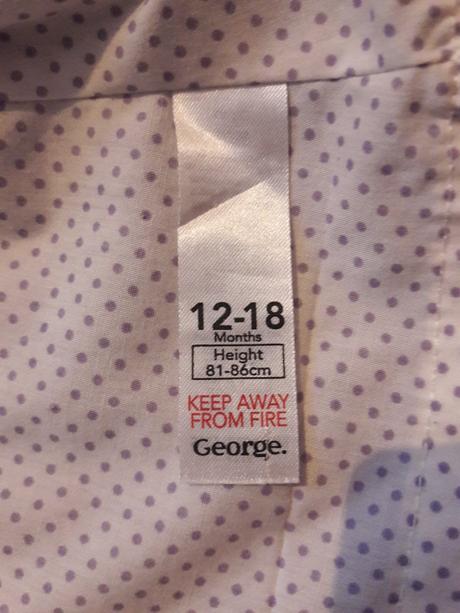 12-18
Months
Height
81-86cm
KEEP AWAY
FROM FIRE
George.